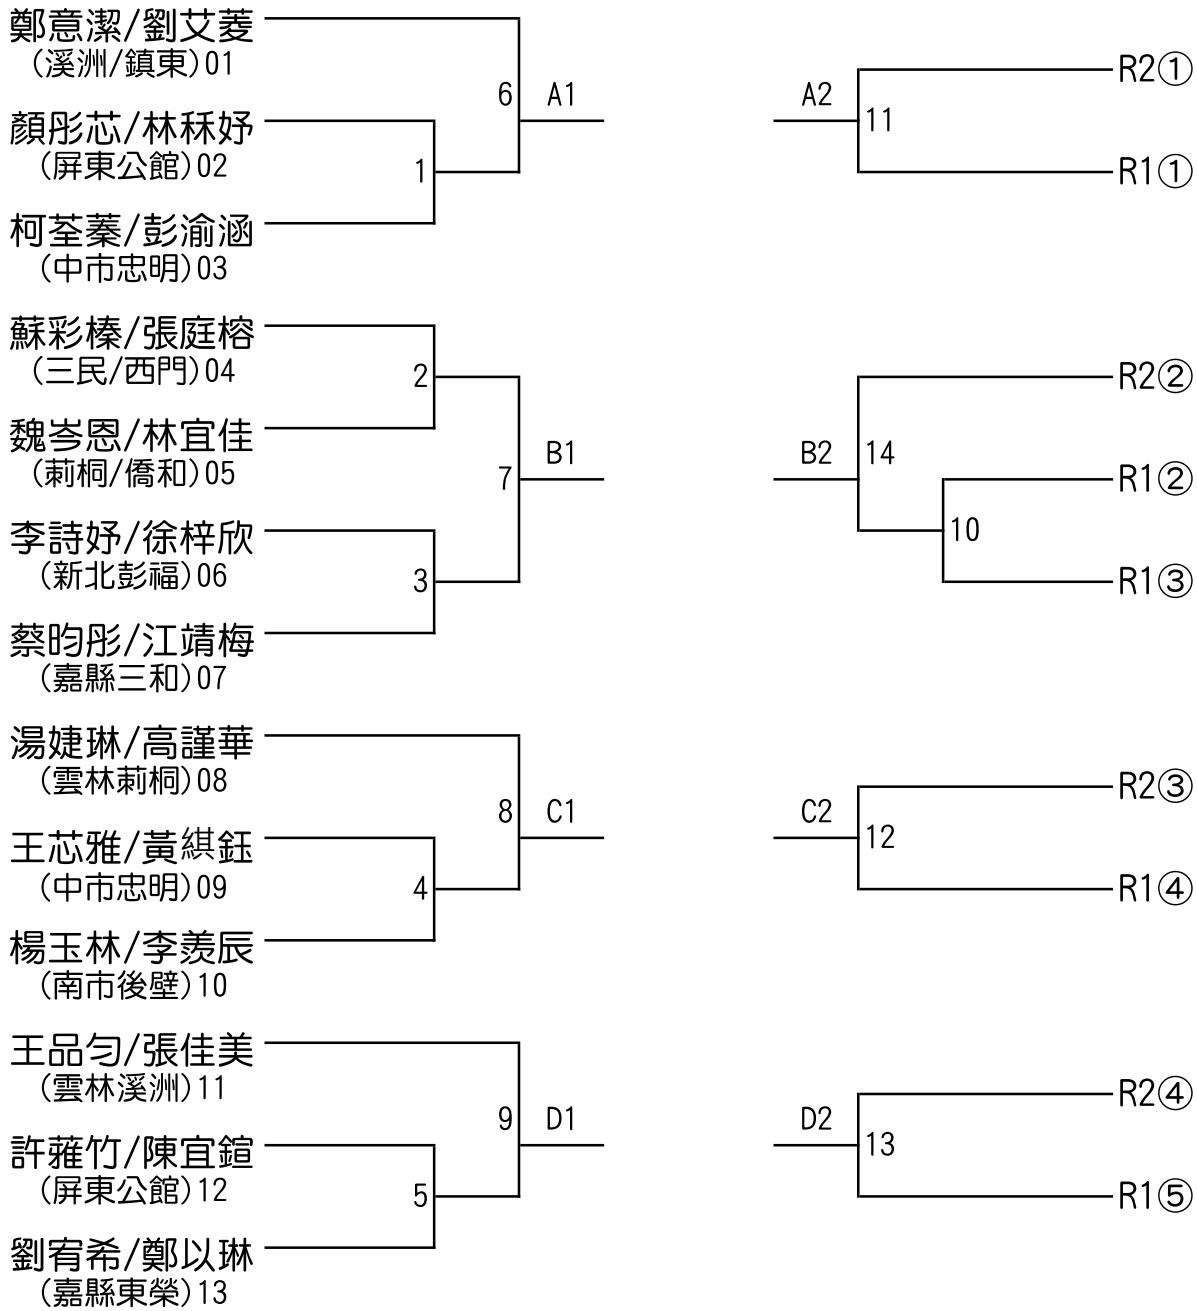 鄭意潔/劉艾菱
(溪洲/鎮東)01
6
A1
顏彤芯/林秝妤
(屏東公館)02
1
柯荃蓁/彭渝涵
(中市忠明)03
蘇彩榛/張庭榕
(三民/西門)04
2
魏岑恩/林宜佳
(莿桐/僑和)05
7
B1
李詩妤/徐梓欣
(新北彭福)06
3
蔡昀彤/江靖梅
(嘉縣三和)07
湯婕琳/高謹華
(雲林莿桐)08
8
C1
王芯雅/黃綨鈺
(中市忠明)09
4
楊玉林/李羨辰
(南市後壁)10
王品匀/張佳美
(雲林溪洲)11
9
D1
許蕥竹/陳宜鍹
(屏東公館)12
5
劉宥希/鄭以琳
(嘉縣東榮)13
A2
11
R2①
R1①
B2
14
R2②
R1②
10
R1③
C2
12
R2③
R1④
D2
13
R2④
R1⑤